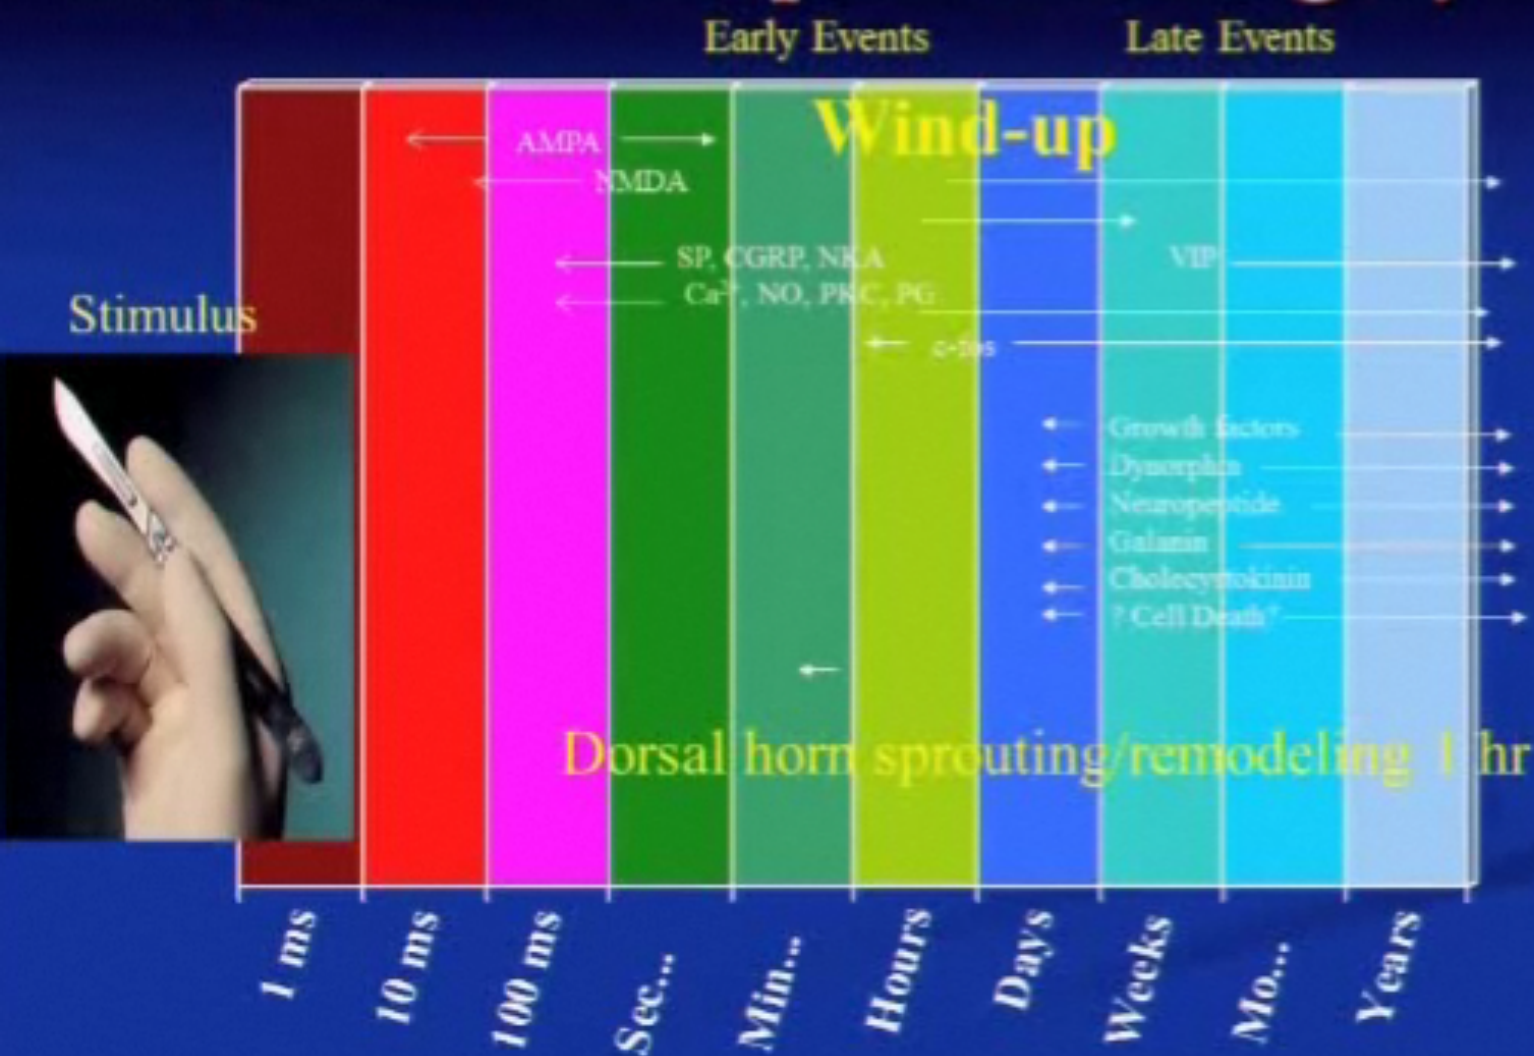 Early Events
Late Events
Wind-up
AMPA
NMDA
SP, CGRP, NKA
VIP
Ca²⁺, NO, PKC, PG
c-fos
Stimulus
Growth factors
Dynorphin
Neuropeptide
Galanin
Cholecystokinin
? Cell Death?
Dorsal horn sprouting/remodeling 1 hr
1 ms
10 ms
100 ms
Sec...
Min...
Hours
Days
Weeks
Mo...
Years